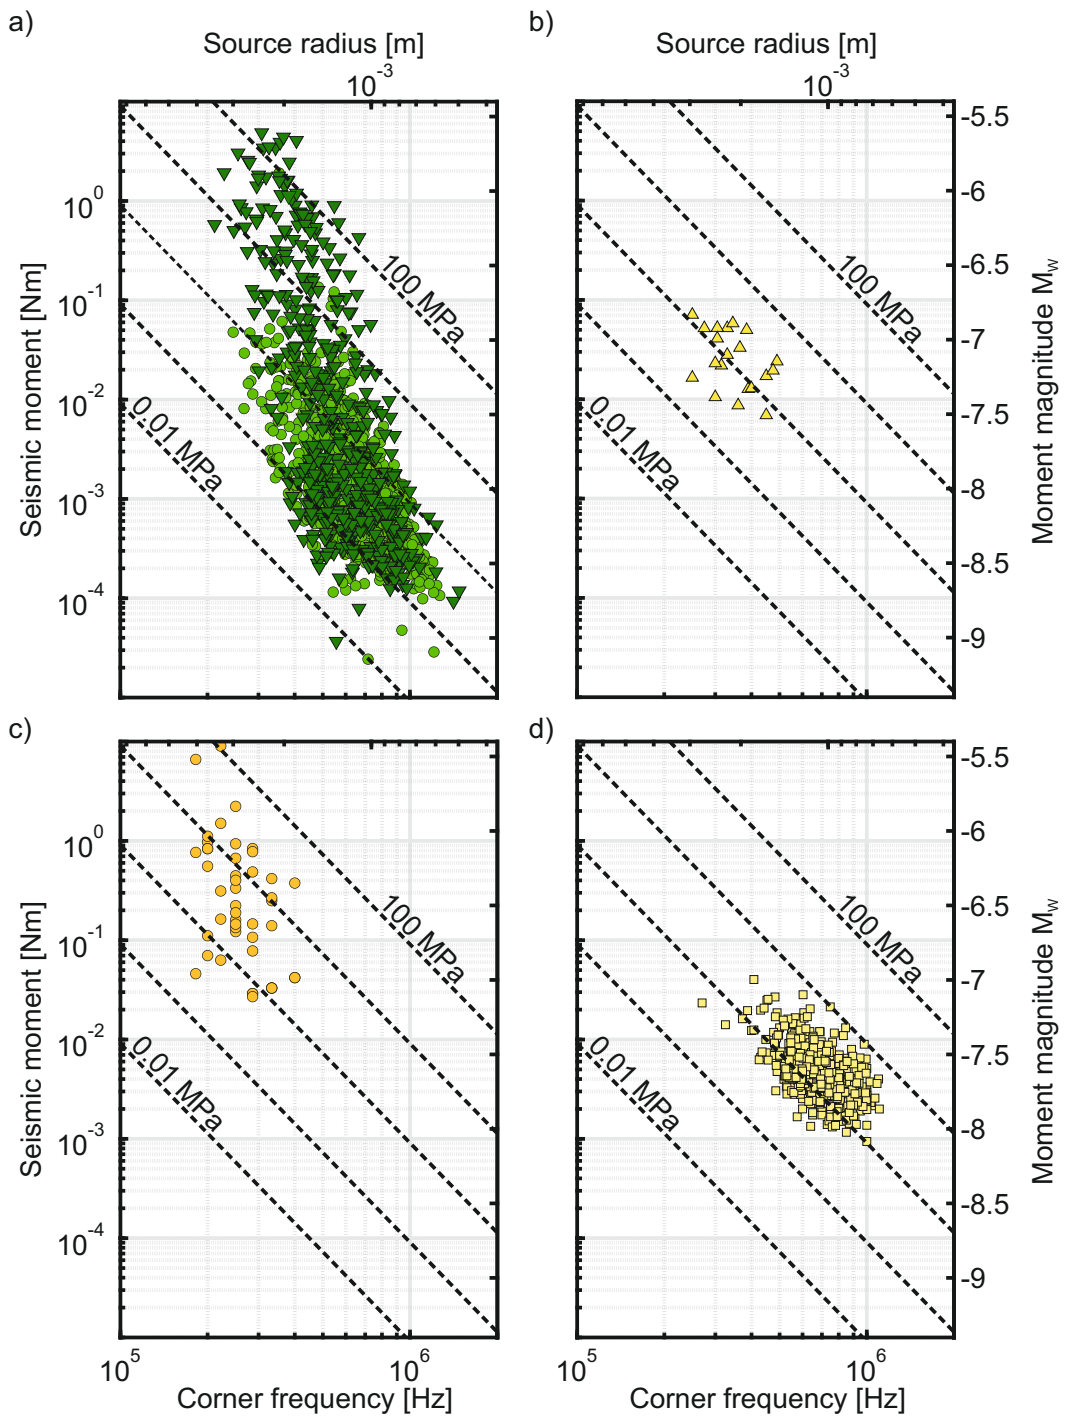 a)
b)
Source radius [m]
Source radius [m]
10^-3
10^-3
Seismic moment [Nm]
10^0
10^-1
10^-2
10^-3
10^-4
100 MPa
0.01 MPa
100 MPa
0.01 MPa
-5.5
-6
-6.5
-7
-7.5
-8
-8.5
-9
Moment magnitude M_w
c)
d)
Seismic moment [Nm]
10^0
10^-1
10^-2
10^-3
10^-4
100 MPa
0.01 MPa
100 MPa
0.01 MPa
-5.5
-6
-6.5
-7
-7.5
-8
-8.5
-9
Moment magnitude M_w
10^5
10^6
10^5
10^6
Corner frequency [Hz]
Corner frequency [Hz]